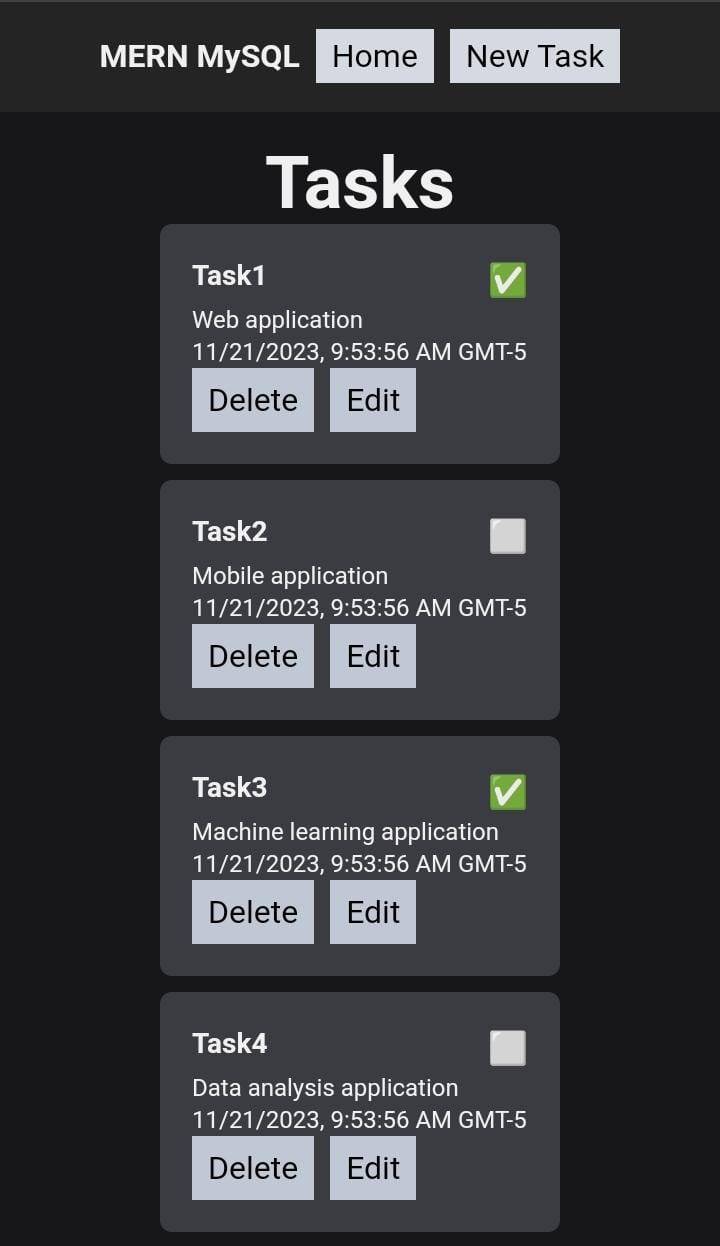 MERN MySQL Home New Task
Tasks
Task1 ✅
Web application
11/21/2023, 9:53:56 AM GMT-5
Delete Edit
Task2 ⬜
Mobile application
11/21/2023, 9:53:56 AM GMT-5
Delete Edit
Task3 ✅
Machine learning application
11/21/2023, 9:53:56 AM GMT-5
Delete Edit
Task4 ⬜
Data analysis application
11/21/2023, 9:53:56 AM GMT-5
Delete Edit